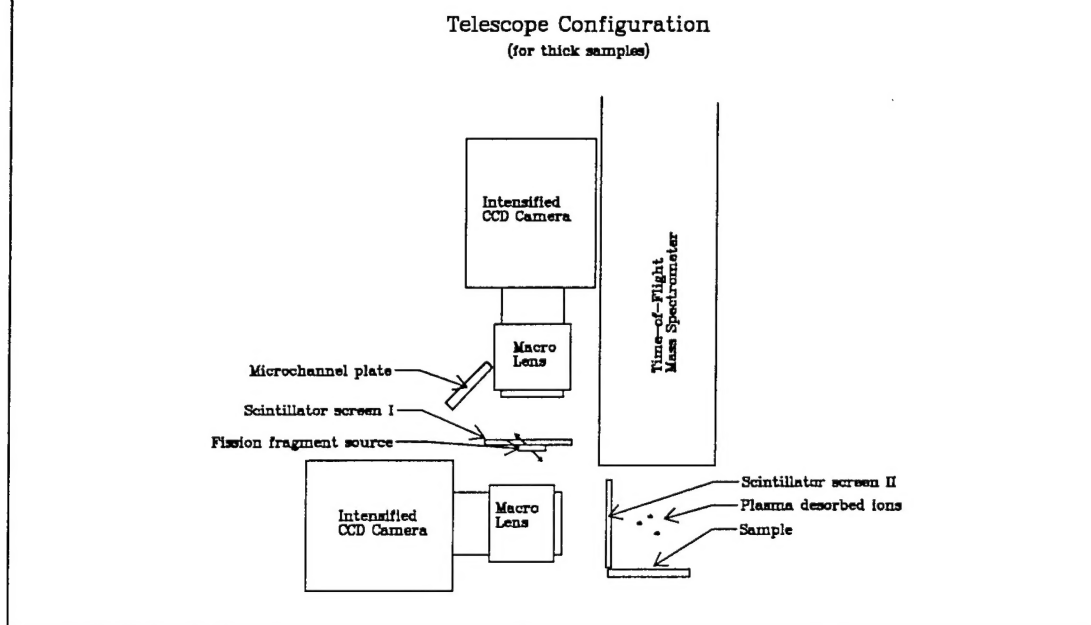 Telescope Configuration
(for thick samples)
Intensified
CCD Camera
Time-of-Flight
Mass Spectrometer
Macro
Lens
Microchannel plate
Scintillator screen I
Fission fragment source
Scintillator screen II
Macro
Lens
Plasma desorbed ions
Intensified
CCD Camera
Sample